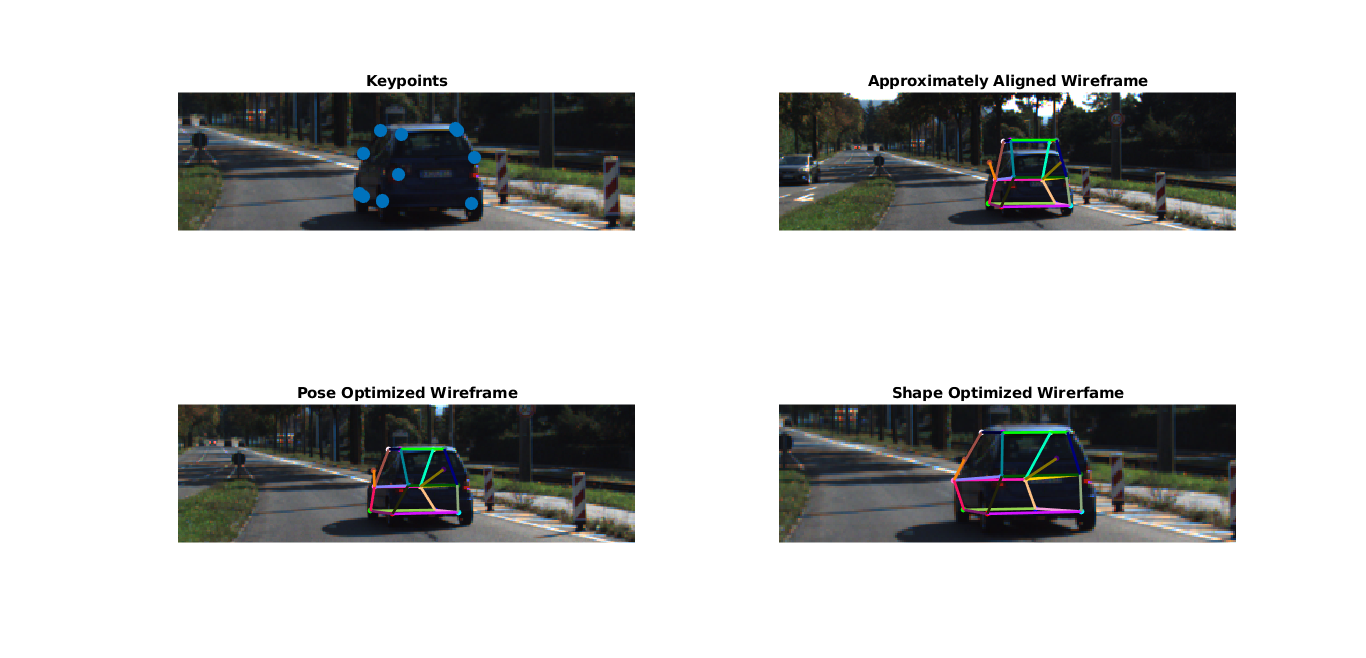 Keypoints
Approximately Aligned Wireframe
Pose Optimized Wireframe
Shape Optimized Wirerfame